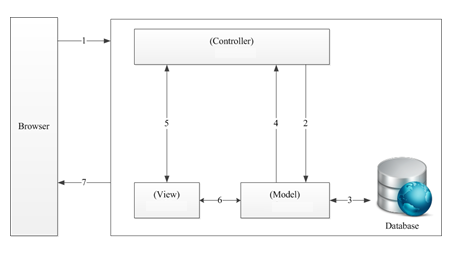 (Controller)
1
5
4
2
Browser
7
(View)
6
(Model)
3
Database